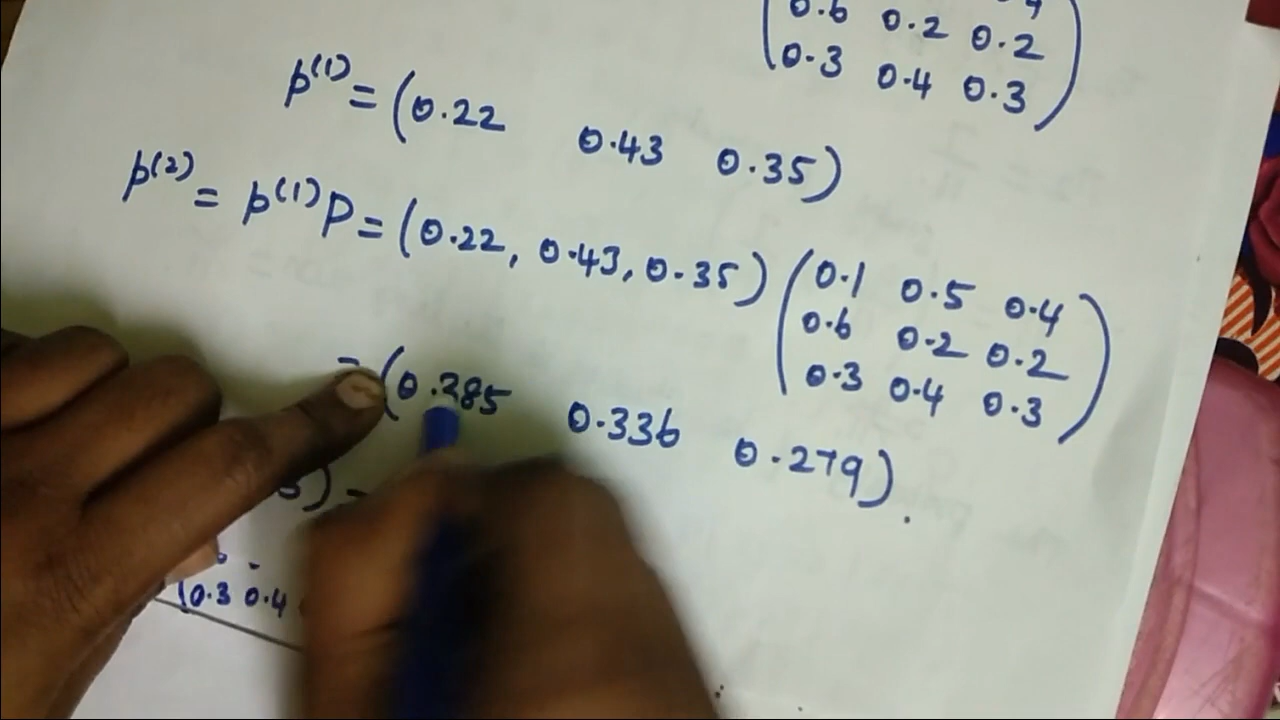 0.6 0.2 0.2
0.3 0.4 0.3
p(1) = (0.22 0.43 0.35)
p(2) = p(1)P = (0.22, 0.43, 0.35) (0.1 0.5 0.4
0.6 0.2 0.2
0.3 0.4 0.3)
= (0.385 0.336 0.279).
(0.3 0.4